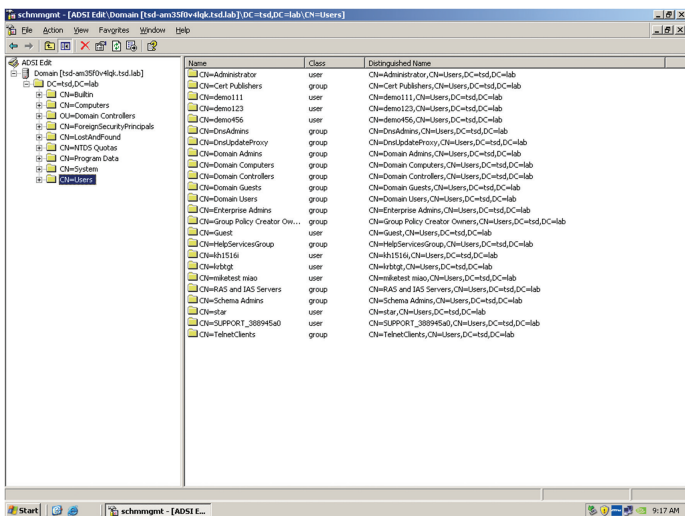 schmmgmt - [ADSI Edit\Domain [tsd-am35f0v4lqk.tsd.lab]\DC=tsd,DC=lab\CN=Users]
File Action View Favorites Window Help
ADSI Edit
Domain [tsd-am35f0v4lqk.tsd.lab]
DC=tsd,DC=lab
CN=Builtin
CN=Computers
OU=Domain Controllers
CN=ForeignSecurityPrincipals
CN=LostAndFound
CN=NTDS Quotas
CN=Program Data
CN=System
CN=Users
Name Class Distinguished Name
CN=Administrator user CN=Administrator,CN=Users,DC=tsd,DC=lab
CN=Cert Publishers group CN=Cert Publishers,CN=Users,DC=tsd,DC=lab
CN=demo111 user CN=demo111,CN=Users,DC=tsd,DC=lab
CN=demo123 user CN=demo123,CN=Users,DC=tsd,DC=lab
CN=demo456 user CN=demo456,CN=Users,DC=tsd,DC=lab
CN=DnsAdmins group CN=DnsAdmins,CN=Users,DC=tsd,DC=lab
CN=DnsUpdateProxy group CN=DnsUpdateProxy,CN=Users,DC=tsd,DC=lab
CN=Domain Admins group CN=Domain Admins,CN=Users,DC=tsd,DC=lab
CN=Domain Computers group CN=Domain Computers,CN=Users,DC=tsd,DC=lab
CN=Domain Controllers group CN=Domain Controllers,CN=Users,DC=tsd,DC=lab
CN=Domain Guests group CN=Domain Guests,CN=Users,DC=tsd,DC=lab
CN=Domain Users group CN=Domain Users,CN=Users,DC=tsd,DC=lab
CN=Enterprise Admins group CN=Enterprise Admins,CN=Users,DC=tsd,DC=lab
CN=Group Policy Creator Ow... group CN=Group Policy Creator Owners,CN=Users,DC=tsd,DC=lab
CN=Guest user CN=Guest,CN=Users,DC=tsd,DC=lab
CN=HelpServicesGroup group CN=HelpServicesGroup,CN=Users,DC=tsd,DC=lab
CN=kh1516i user CN=kh1516i,CN=Users,DC=tsd,DC=lab
CN=krbtgt user CN=krbtgt,CN=Users,DC=tsd,DC=lab
CN=miketest miao user CN=miketest miao,CN=Users,DC=tsd,DC=lab
CN=RAS and IAS Servers group CN=RAS and IAS Servers,CN=Users,DC=tsd,DC=lab
CN=Schema Admins group CN=Schema Admins,CN=Users,DC=tsd,DC=lab
CN=star user CN=star,CN=Users,DC=tsd,DC=lab
CN=SUPPORT_388945a0 user CN=SUPPORT_388945a0,CN=Users,DC=tsd,DC=lab
CN=TelnetClients group CN=TelnetClients,CN=Users,DC=tsd,DC=lab
Start schmmgmt - [ADSI E... 9:17 AM